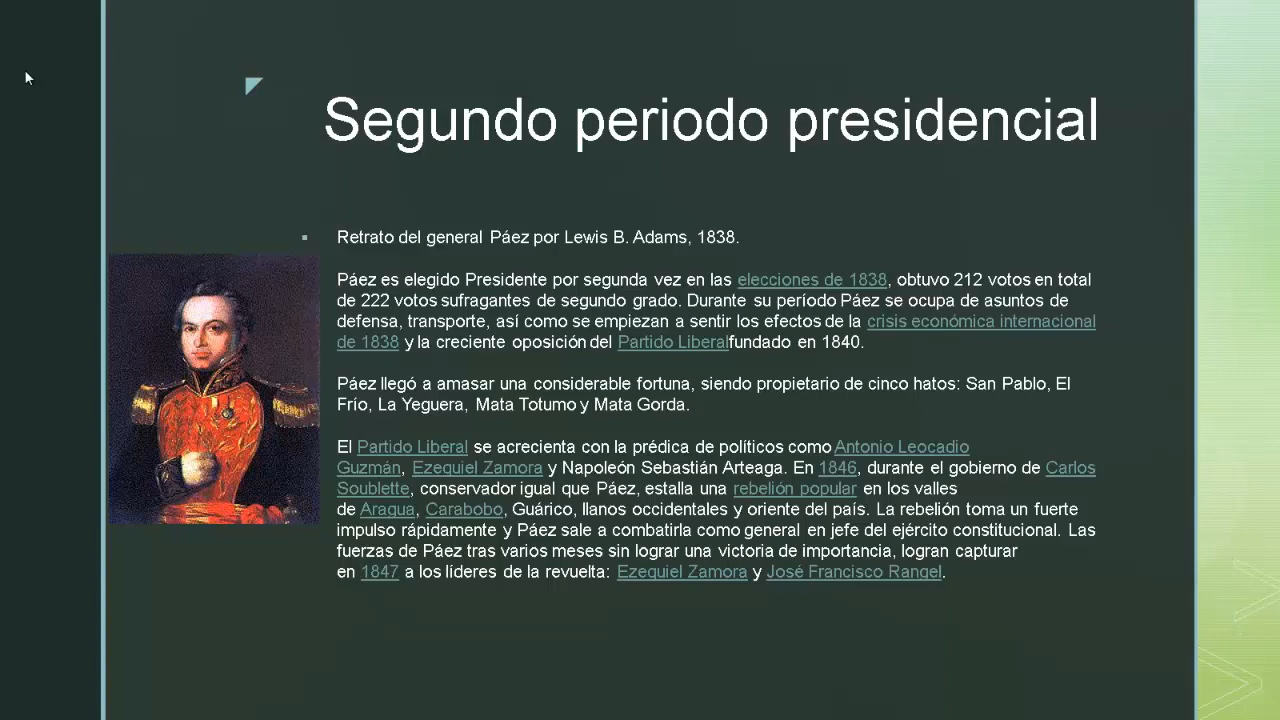 Segundo periodo presidencial
Retrato del general Páez por Lewis B. Adams, 1838.
Páez es elegido Presidente por segunda vez en las elecciones de 1838, obtuvo 212 votos en total
de 222 votos sufragantes de segundo grado. Durante su período Páez se ocupa de asuntos de
defensa, transporte, así como se empiezan a sentir los efectos de la crisis económica internacional
de 1838 y la creciente oposición del Partido Liberalfundado en 1840.
Páez llegó a amasar una considerable fortuna, siendo propietario de cinco hatos: San Pablo, El
Frío, La Yeguera, Mata Totumo y Mata Gorda.
El Partido Liberal se acrecienta con la prédica de políticos como Antonio Leocadio
Guzmán, Ezequiel Zamora y Napoleón Sebastián Arteaga. En 1846, durante el gobierno de Carlos
Soublette, conservador igual que Páez, estalla una rebelión popular en los valles
de Aragua, Carabobo, Guárico, llanos occidentales y oriente del país. La rebelión toma un fuerte
impulso rápidamente y Páez sale a combatirla como general en jefe del ejército constitucional. Las
fuerzas de Páez tras varios meses sin lograr una victoria de importancia, logran capturar
en 1847 a los líderes de la revuelta: Ezequiel Zamora y José Francisco Rangel.